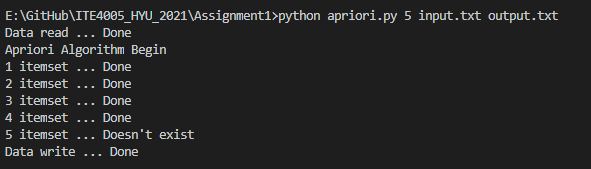 E:\GitHub\ITE4005_HYU_2021\Assignment1>python apriori.py 5 input.txt output.txt
Data read ... Done
Apriori Algorithm Begin
1 itemset ... Done
2 itemset ... Done
3 itemset ... Done
4 itemset ... Done
5 itemset ... Doesn't exist
Data write ... Done